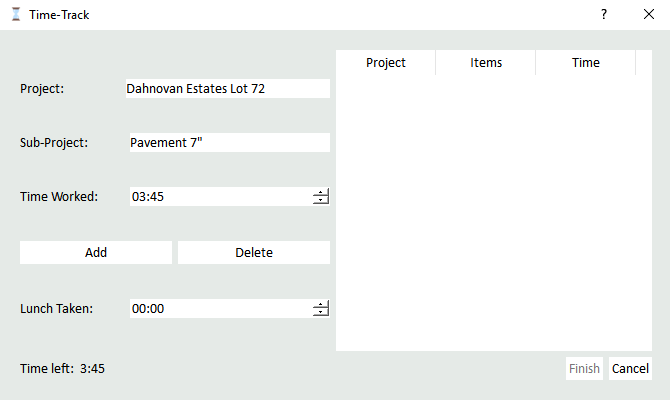 Time-Track
Project: Dahnovan Estates Lot 72
Sub-Project: Pavement 7"
Time Worked: 03:45
Add Delete
Lunch Taken: 00:00
Time left: 3:45
Project Items Time
Finish Cancel